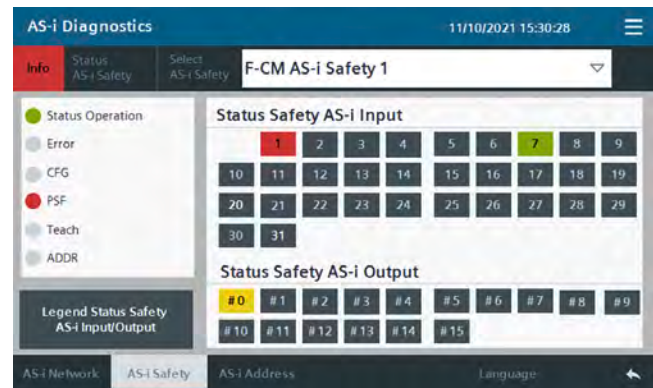 AS-i Diagnostics 11/10/2021 15:30:28
Info Status AS-i Safety Select AS-i Safety F-CM AS-i Safety 1
Status Operation
Error
CFG
PSF
Teach
ADDR
Legend Status Safety
AS-i Input/Output
Status Safety AS-i Input
1 2 3 4 5 6 7 8 9
10 11 12 13 14 15 16 17 18 19
20 21 22 23 24 25 26 27 28 29
30 31
Status Safety AS-i Output
#0 #1 #2 #3 #4 #5 #6 #7 #8 #9
#10 #11 #12 #13 #14 #15
AS-i Network AS-i Safety AS-i Address Language